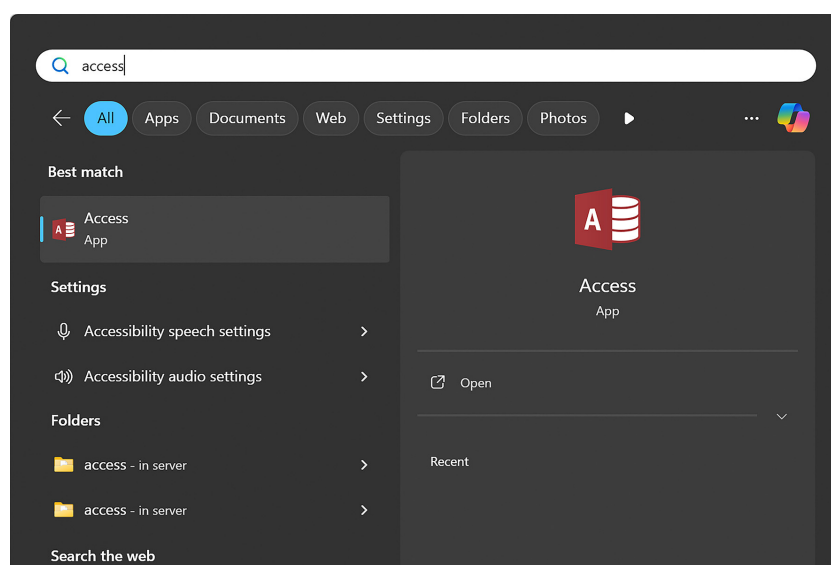 access
All Apps Documents Web Settings Folders Photos
Best match
Access
App
Settings
Accessibility speech settings
Accessibility audio settings
Folders
access - in server
access - in server
Search the web
A
Access
App
Open
Recent